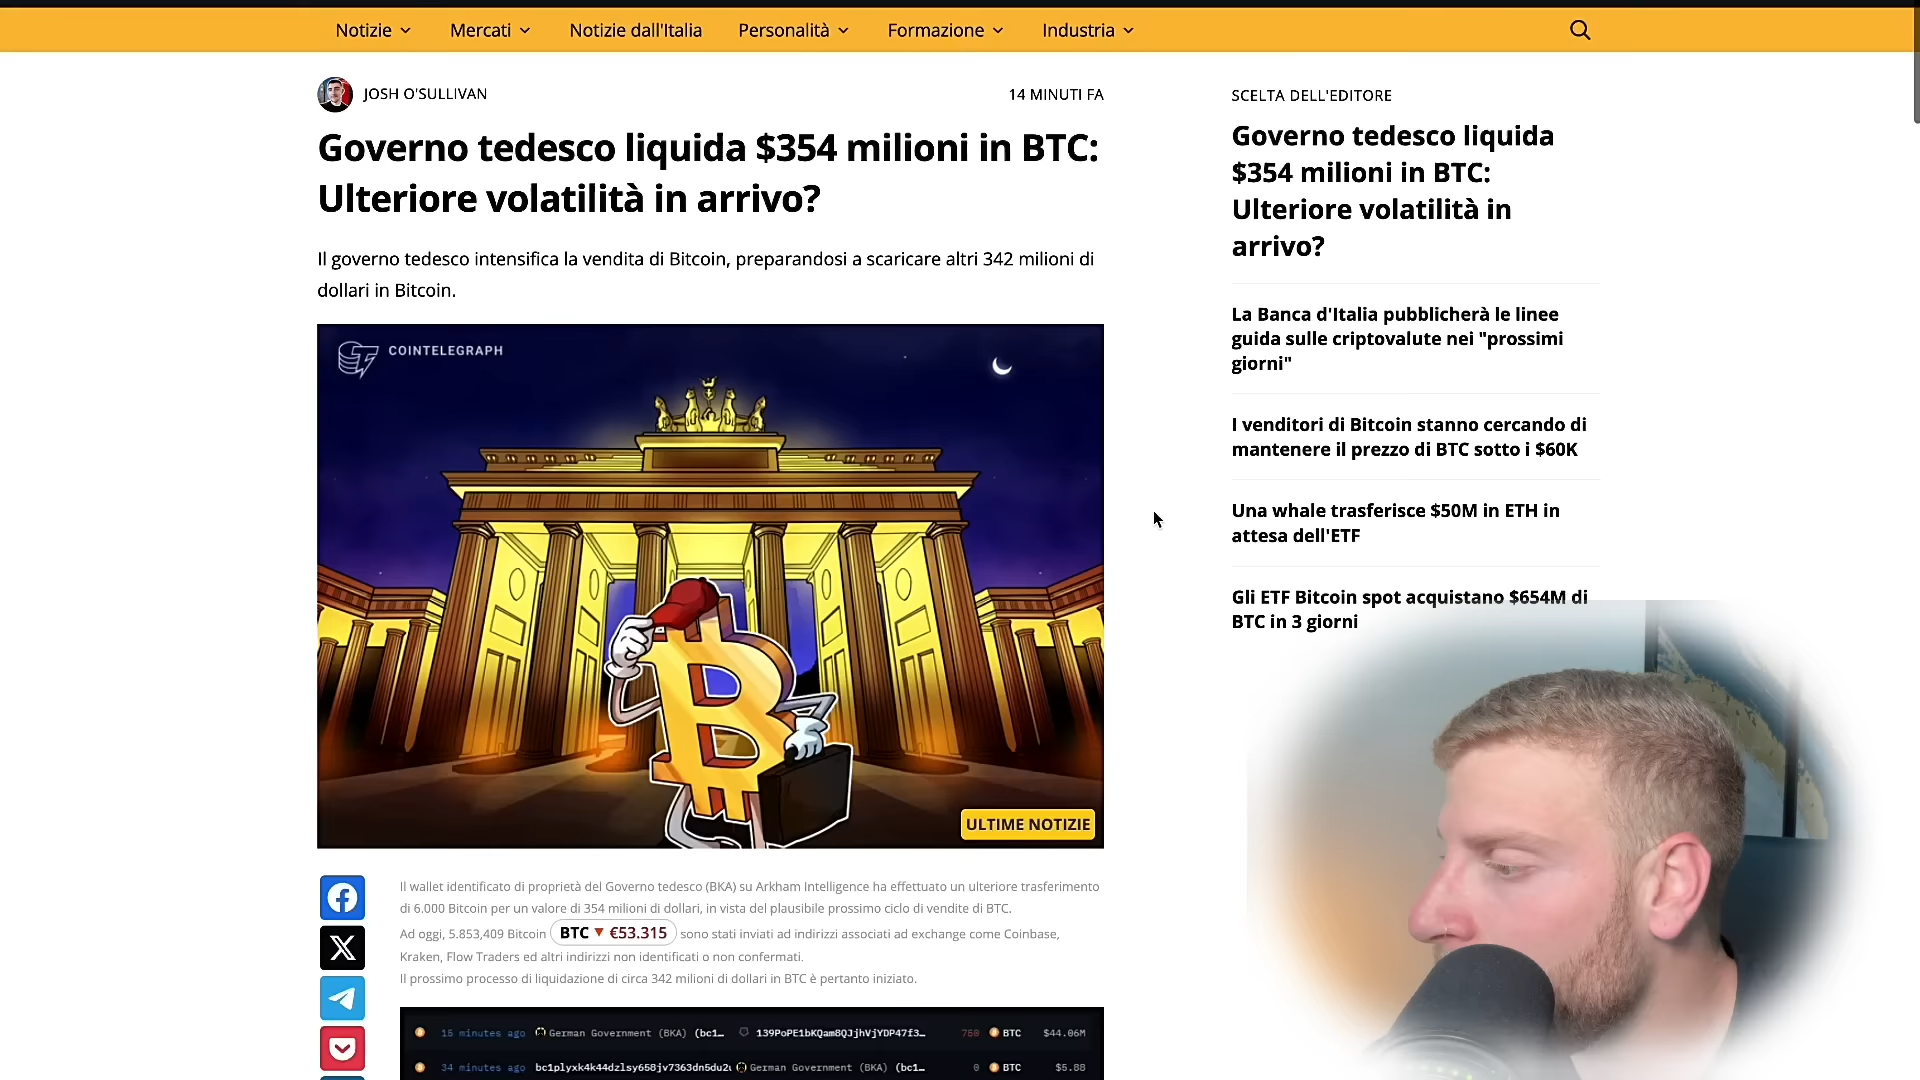 Notizie
Mercati
Notizie dall'Italia
Personalità
Formazione
Industria
JOSH O'SULLIVAN
14 MINUTI FA
Governo tedesco liquida $354 milioni in BTC:
Ulteriore volatilità in arrivo?
Il governo tedesco intensifica la vendita di Bitcoin, preparandosi a scaricare altri 342 milioni di
dollari in Bitcoin.
COINTELEGRAPH
ULTIME NOTIZIE
Il wallet identificato di proprietà del Governo tedesco (BKA) su Arkham Intelligence ha effettuato un ulteriore trasferimento
di 6.000 Bitcoin per un valore di 354 milioni di dollari, in vista del plausibile prossimo ciclo di vendite di BTC.
Ad oggi, 5.853,409 Bitcoin BTC ▼ €53.315 sono stati inviati ad indirizzi associati ad exchange come Coinbase,
Kraken, Flow Traders ed altri indirizzi non identificati o non confermati.
Il prossimo processo di liquidazione di circa 342 milioni di dollari in BTC è pertanto iniziato.
15 minutes ago German Government (BKA) (bc1… 139PoPE1bKQam8QJjhVjYDP47f3… 750 BTC $44.06M
34 minutes ago bc1plyxk4k44dzlsy658jv7363dn5du2 German Government (BKA) (bc1… 0 BTC $5.88
SCELTA DELL'EDITORE
Governo tedesco liquida
$354 milioni in BTC:
Ulteriore volatilità in
arrivo?
La Banca d'Italia pubblicherà le linee
guida sulle criptovalute nei "prossimi
giorni"
I venditori di Bitcoin stanno cercando di
mantenere il prezzo di BTC sotto i $60K
Una whale trasferisce $50M in ETH in
attesa dell'ETF
Gli ETF Bitcoin spot acquistano $654M di
BTC in 3 giorni